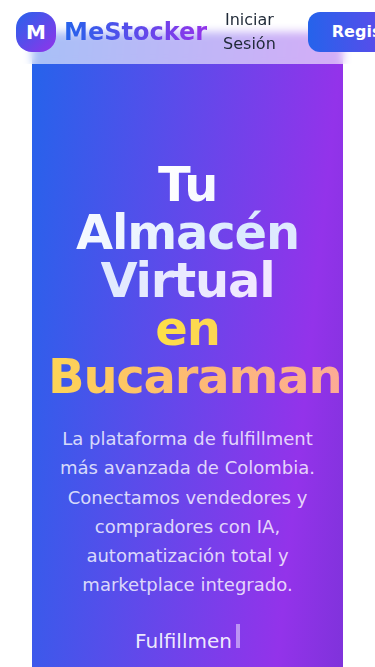 M MeStocker
Iniciar
Sesión
Regis
Tu
Almacén
Virtual
en
Bucaraman
La plataforma de fulfillment
más avanzada de Colombia.
Conectamos vendedores y
compradores con IA,
automatización total y
marketplace integrado.
Fulfillmen